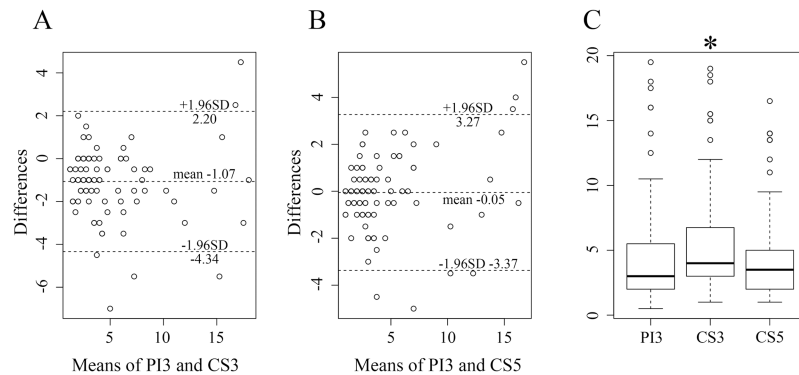 A
B
C
4
2
0
-2
-4
-6
Differences
+1.96SD
2.20
mean -1.07
-1.96SD
-4.34
5
10
15
Means of PI3 and CS3
4
2
0
-2
-4
Differences
+1.96SD
3.27
mean -0.05
-1.96SD -3.37
5
10
15
Means of PI3 and CS5
*
20
15
10
5
0
PI3
CS3
CS5